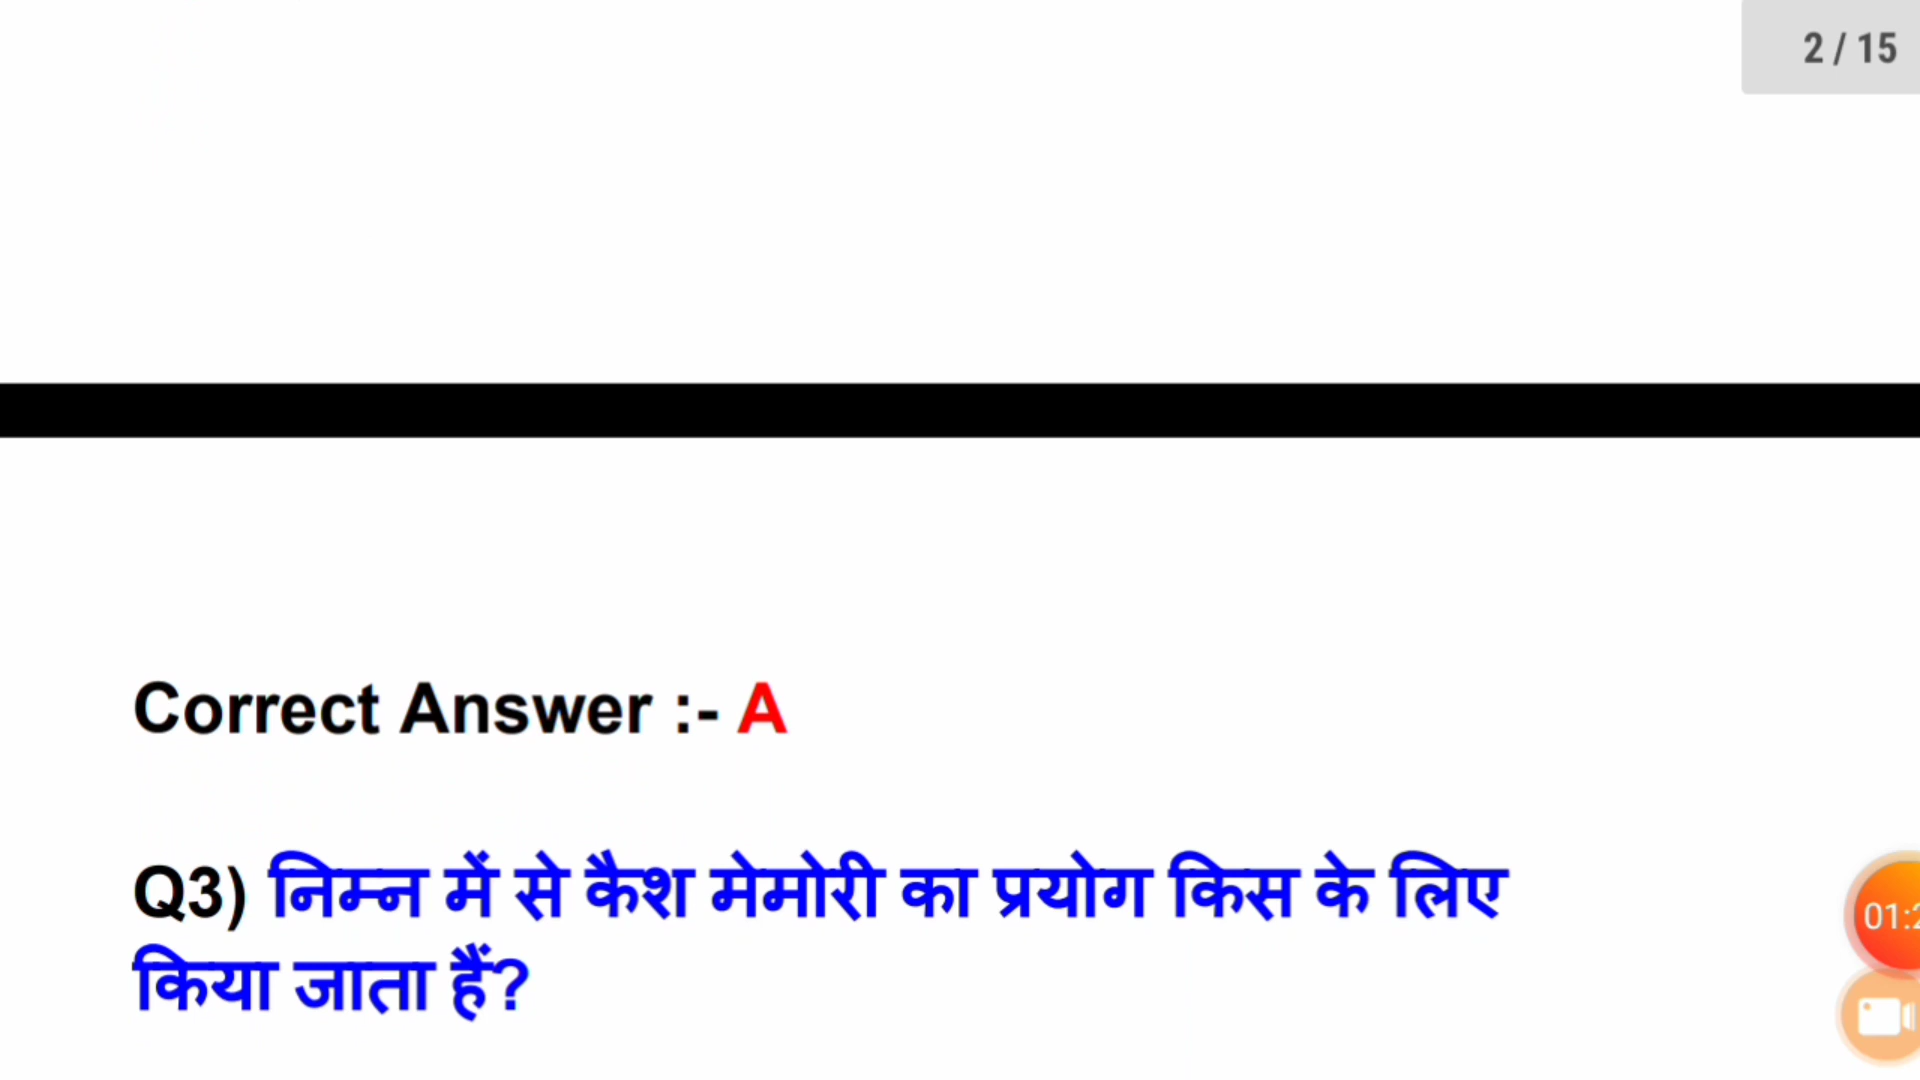 2 / 15
Correct Answer :- A
Q3) निम्न में से कैश मेमोरी का प्रयोग किस के लिए
किया जाता हैं?